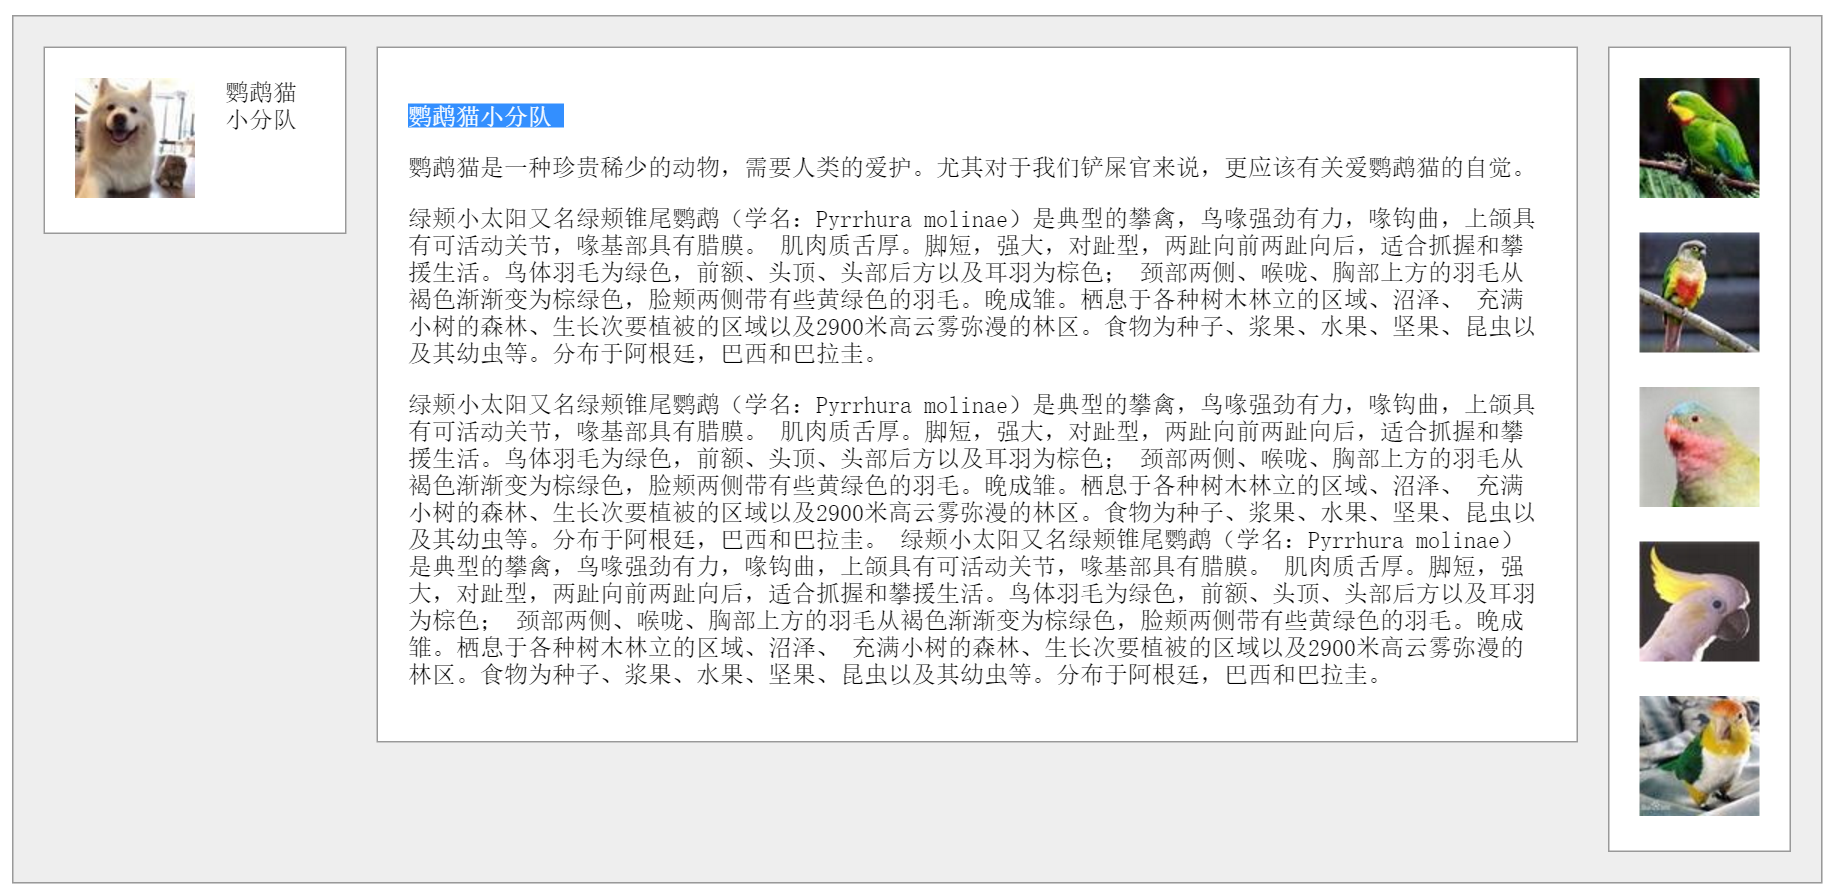 鹦鹉猫
小分队
鹦鹉猫小分队
鹦鹉猫是一种珍贵稀少的动物，需要人类的爱护。尤其对于我们铲屎官来说，更应该有关爱鹦鹉猫的自觉。
绿颊小太阳又名绿颊锥尾鹦鹉（学名：Pyrrhura molinae）是典型的攀禽，鸟喙强劲有力，喙钩曲，上颌具
有可活动关节，喙基部具有腊膜。 肌肉质舌厚。脚短，强大，对趾型，两趾向前两趾向后，适合抓握和攀
援生活。鸟体羽毛为绿色，前额、头顶、头部后方以及耳羽为棕色； 颈部两侧、喉咙、胸部上方的羽毛从
褐色渐渐变为棕绿色，脸颊两侧带有些黄绿色的羽毛。晚成雏。栖息于各种树木林立的区域、沼泽、 充满
小树的森林、生长次要植被的区域以及2900米高云雾弥漫的林区。食物为种子、浆果、水果、坚果、昆虫以
及其幼虫等。分布于阿根廷，巴西和巴拉圭。
绿颊小太阳又名绿颊锥尾鹦鹉（学名：Pyrrhura molinae）是典型的攀禽，鸟喙强劲有力，喙钩曲，上颌具
有可活动关节，喙基部具有腊膜。 肌肉质舌厚。脚短，强大，对趾型，两趾向前两趾向后，适合抓握和攀
援生活。鸟体羽毛为绿色，前额、头顶、头部后方以及耳羽为棕色； 颈部两侧、喉咙、胸部上方的羽毛从
褐色渐渐变为棕绿色，脸颊两侧带有些黄绿色的羽毛。晚成雏。栖息于各种树木林立的区域、沼泽、 充满
小树的森林、生长次要植被的区域以及2900米高云雾弥漫的林区。食物为种子、浆果、水果、坚果、昆虫以
及其幼虫等。分布于阿根廷，巴西和巴拉圭。 绿颊小太阳又名绿颊锥尾鹦鹉（学名：Pyrrhura molinae）
是典型的攀禽，鸟喙强劲有力，喙钩曲，上颌具有可活动关节，喙基部具有腊膜。 肌肉质舌厚。脚短，强
大，对趾型，两趾向前两趾向后，适合抓握和攀援生活。鸟体羽毛为绿色，前额、头顶、头部后方以及耳羽
为棕色； 颈部两侧、喉咙、胸部上方的羽毛从褐色渐渐变为棕绿色，脸颊两侧带有些黄绿色的羽毛。晚成
雏。栖息于各种树木林立的区域、沼泽、 充满小树的森林、生长次要植被的区域以及2900米高云雾弥漫的
林区。食物为种子、浆果、水果、坚果、昆虫以及其幼虫等。分布于阿根廷，巴西和巴拉圭。